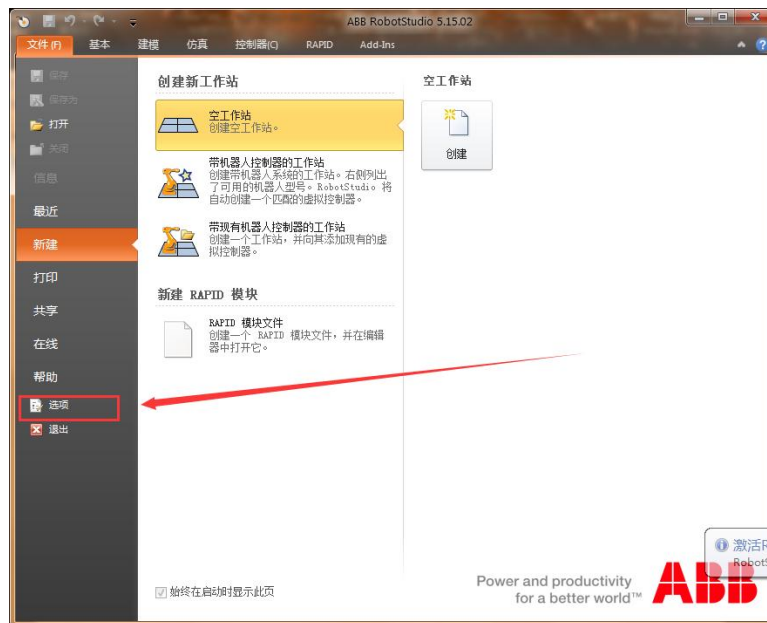 ABB RobotStudio 5.15.02
文件(F) 基本 建模 仿真 控制器(C) RAPID Add-Ins
保存
保存为
打开
关闭
信息
最近
新建
打印
共享
在线
帮助
选项
退出
创建新工作站
空工作站
创建空工作站。
带机器人控制器的工作站
创建带机器人系统的工作站。右侧列出
了可用的机器人型号。RobotStudio 将
自动创建一个匹配的虚拟控制器。
带现有机器人控制器的工作站
创建一个工作站，并向其添加现有的虚
拟控制器。
新建 RAPID 模块
RAPID 模块文件
创建一个 RAPID 模块文件，并在编辑
器中打开它。
始终在启动时显示此页
空工作站
创建
激活R
RobotS
Power and productivity
for a better world™
ABB